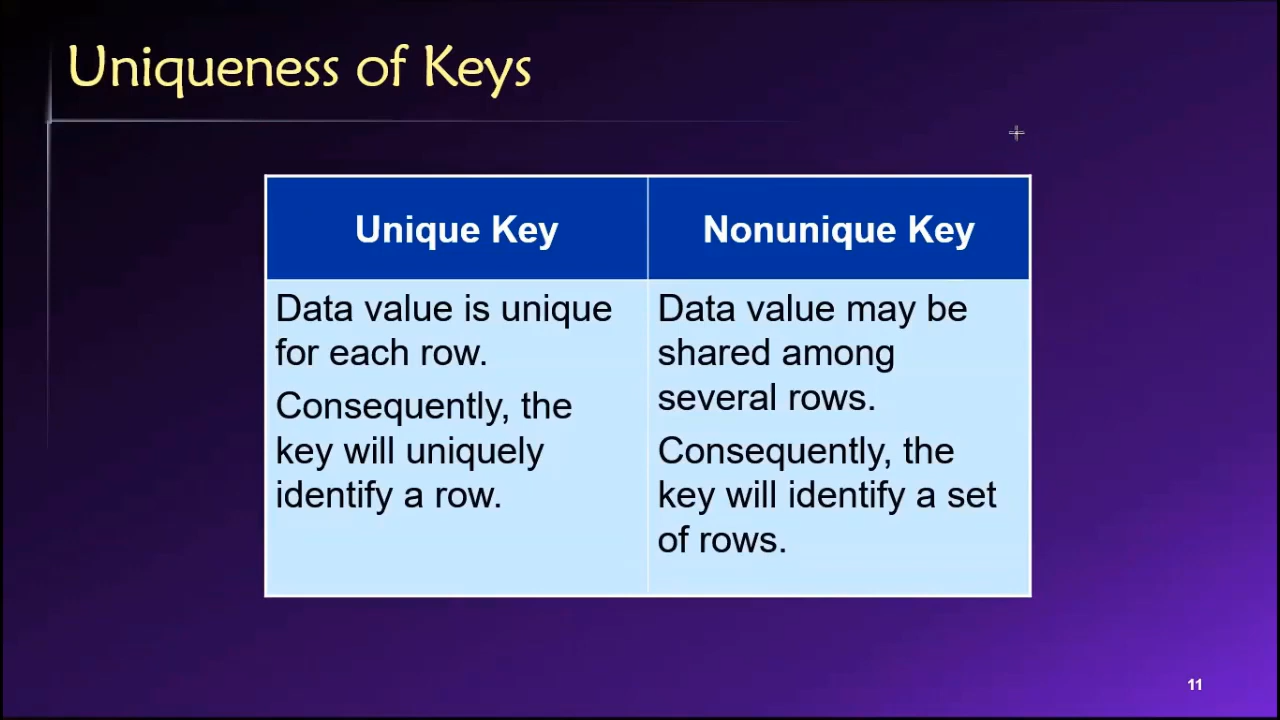 Uniqueness of Keys
Unique Key
Nonunique Key
Data value is unique
for each row.
Consequently, the
key will uniquely
identify a row.
Data value may be
shared among
several rows.
Consequently, the
key will identify a set
of rows.
11